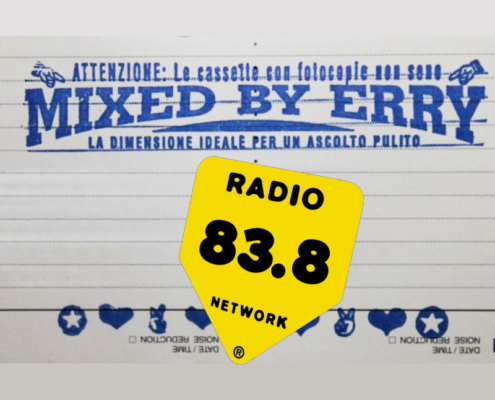 ATTENZIONE: Le cassette con fotocopie non sono
MIXED BY ERRY
LA DIMENSIONE IDEALE PER UN ASCOLTO PULITO
RADIO
83.8
NETWORK
®
DATE / TIME
NOISE REDUCTION
DATE / TIME
NOISE REDUCTION